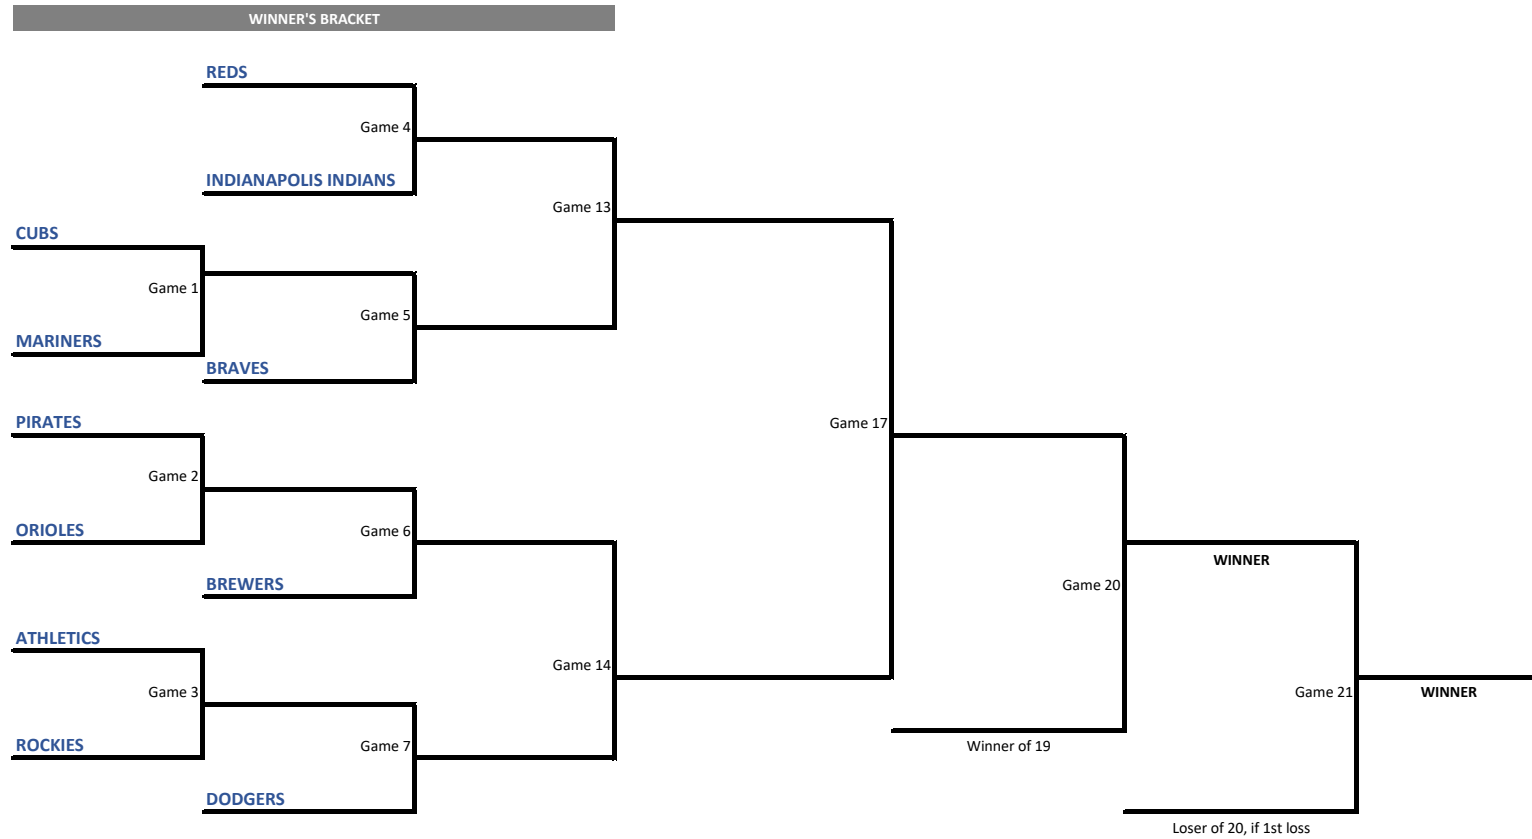 WINNER'S BRACKET
REDS
Game 4
INDIANAPOLIS INDIANS
Game 13
CUBS
Game 1
Game 5
MARINERS
BRAVES
PIRATES
Game 17
Game 2
ORIOLES
Game 6
WINNER
BREWERS
Game 20
ATHLETICS
Game 14
Game 3
Game 21
WINNER
ROCKIES
Game 7
Winner of 19
DODGERS
Loser of 20, if 1st loss